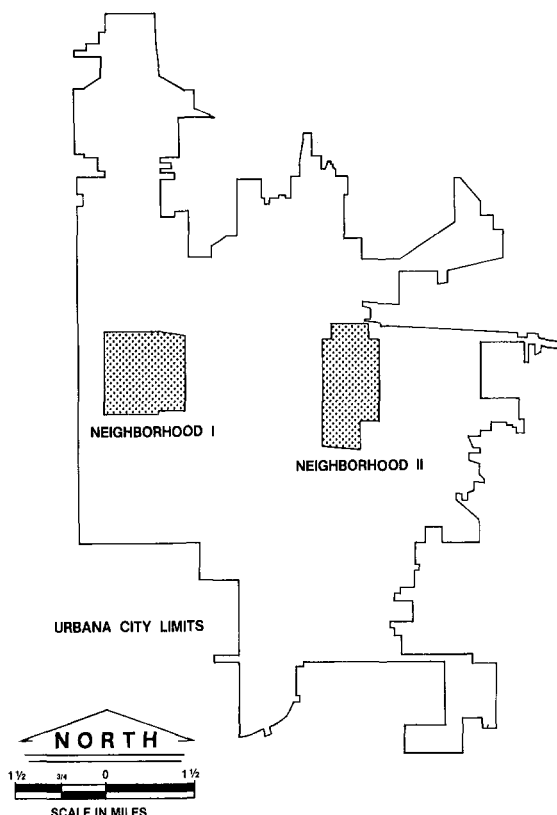 NEIGHBORHOOD I
NEIGHBORHOOD II
URBANA CITY LIMITS
NORTH
1 ½ 3/4 0 1 ½
SCALE IN MILES